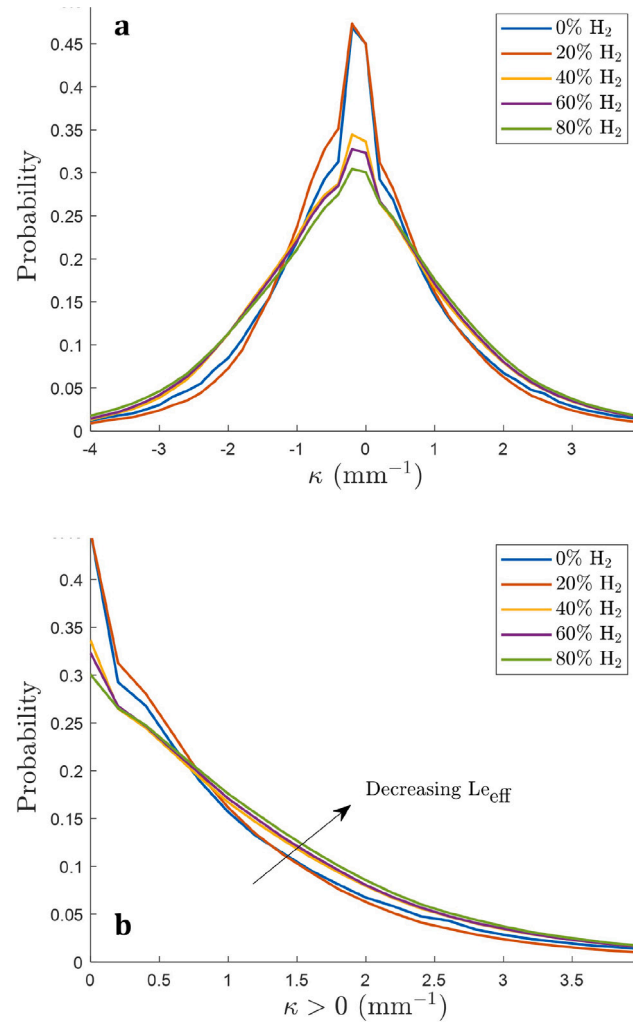 a
0% H₂
20% H₂
40% H₂
60% H₂
80% H₂
0.45
0.4
0.35
0.3
0.25
0.2
0.15
0.1
0.05
0
Probability
-4 -3 -2 -1 0 1 2 3
κ (mm⁻¹)
0% H₂
20% H₂
40% H₂
60% H₂
80% H₂
0.4
0.35
0.3
0.25
0.2
0.15
0.1
0.05
0
Probability
Decreasing Le_eff
b
0 0.5 1 1.5 2 2.5 3 3.5
κ > 0 (mm⁻¹)